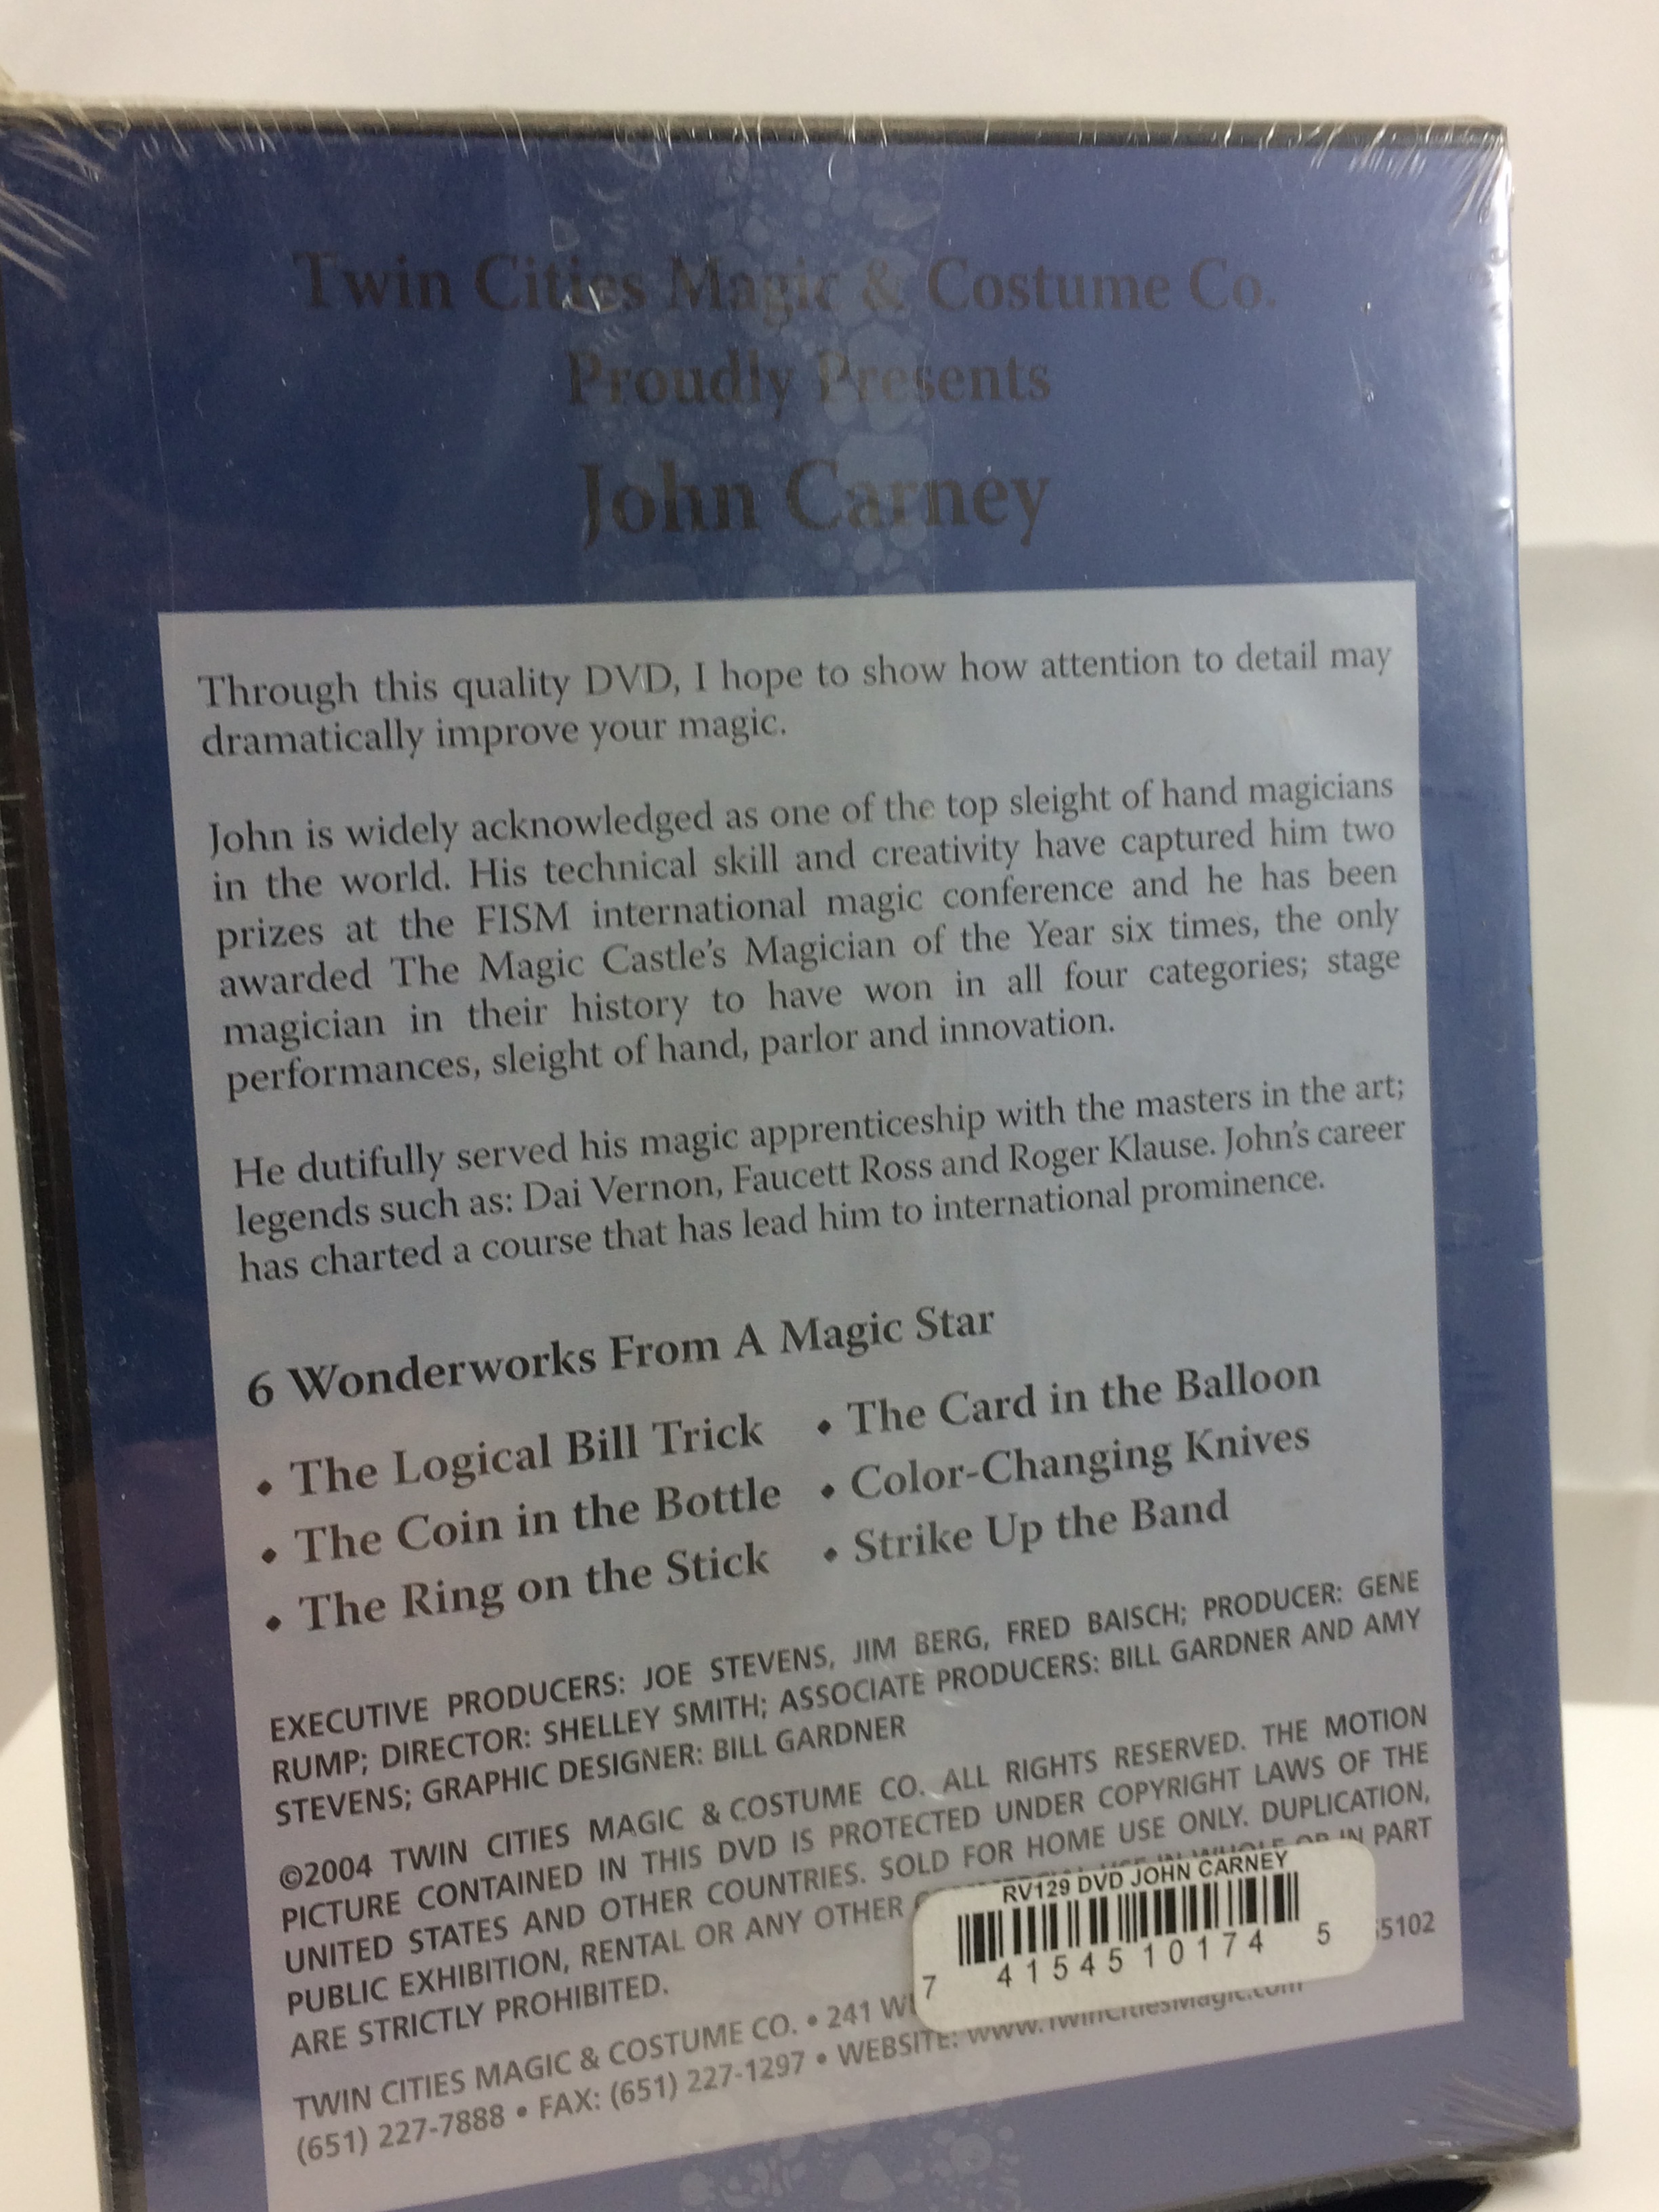 Twin Cities Magic & Costume Co.
Proudly Presents
John Carney
Through this quality DVD, I hope to show how attention to detail may
dramatically improve your magic.
John is widely acknowledged as one of the top sleight of hand magicians
in the world. His technical skill and creativity have captured him two
prizes at the FISM international magic conference and he has been
awarded The Magic Castle's Magician of the Year six times, the only
magician in their history to have won in all four categories; stage
performances, sleight of hand, parlor and innovation.
He dutifully served his magic apprenticeship with the masters in the art;
legends such as: Dai Vernon, Faucett Ross and Roger Klause. John's career
has charted a course that has lead him to international prominence.
6 Wonderworks From A Magic Star
• The Logical Bill Trick • The Card in the Balloon
• The Coin in the Bottle • Color-Changing Knives
• The Ring on the Stick • Strike Up the Band
EXECUTIVE PRODUCERS: JOE STEVENS, JIM BERG, FRED BAISCH; PRODUCER: GENE
RUMP; DIRECTOR: SHELLEY SMITH; ASSOCIATE PRODUCERS: BILL GARDNER AND AMY
STEVENS; GRAPHIC DESIGNER: BILL GARDNER
©2004 TWIN CITIES MAGIC & COSTUME CO. ALL RIGHTS RESERVED. THE MOTION
PICTURE CONTAINED IN THIS DVD IS PROTECTED UNDER COPYRIGHT LAWS OF THE
UNITED STATES AND OTHER COUNTRIES. SOLD FOR HOME USE ONLY. DUPLICATION,
PUBLIC EXHIBITION, RENTAL OR ANY OTHER USE IN WHOLE OR IN PART
ARE STRICTLY PROHIBITED.
RV129 DVD JOHN CARNEY
7 41545 10174 5
TWIN CITIES MAGIC & COSTUME CO. • 241 5102
(651) 227-7888 • FAX: (651) 227-1297 • WEBSITE: www.TwinCitiesMagic.com